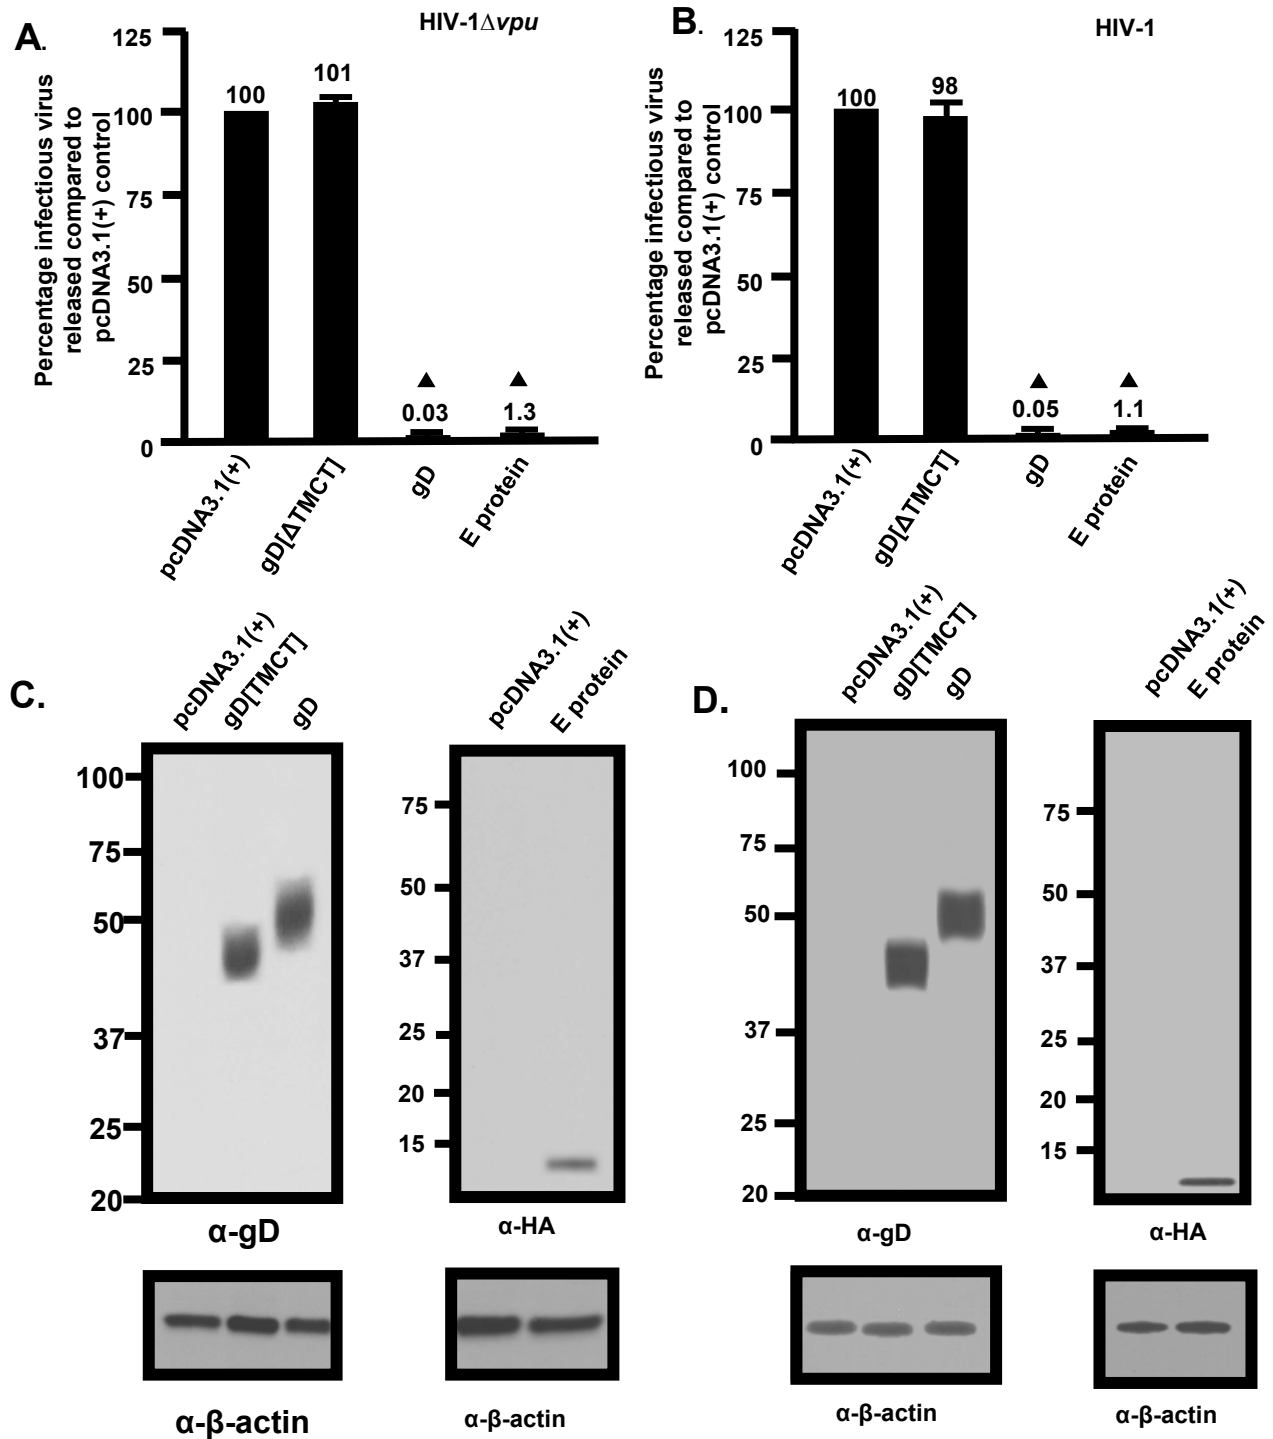 A.
HIV-1Δvpu
Percentage infectious virus
released compared to
pcDNA3.1(+) control
125
100
75
50
25
0
100
101
0.03
1.3
▲
▲
pcDNA3.1(+)
gD[ΔTMCT]
gD
E protein
B.
HIV-1
Percentage infectious virus
released compared to
pcDNA3.1(+) control
125
100
75
50
25
0
100
98
0.05
1.1
▲
▲
pcDNA3.1(+)
gD[ΔTMCT]
gD
E protein
C.
pcDNA3.1(+)
gD[TMCT]
gD
100
75
50
37
25
20
α-gD
α-β-actin
pcDNA3.1(+)
E protein
75
50
37
25
20
15
α-HA
α-β-actin
D.
pcDNA3.1(+)
gD[TMCT]
gD
100
75
50
37
25
20
α-gD
α-β-actin
pcDNA3.1(+)
E protein
75
50
37
25
20
15
α-HA
α-β-actin